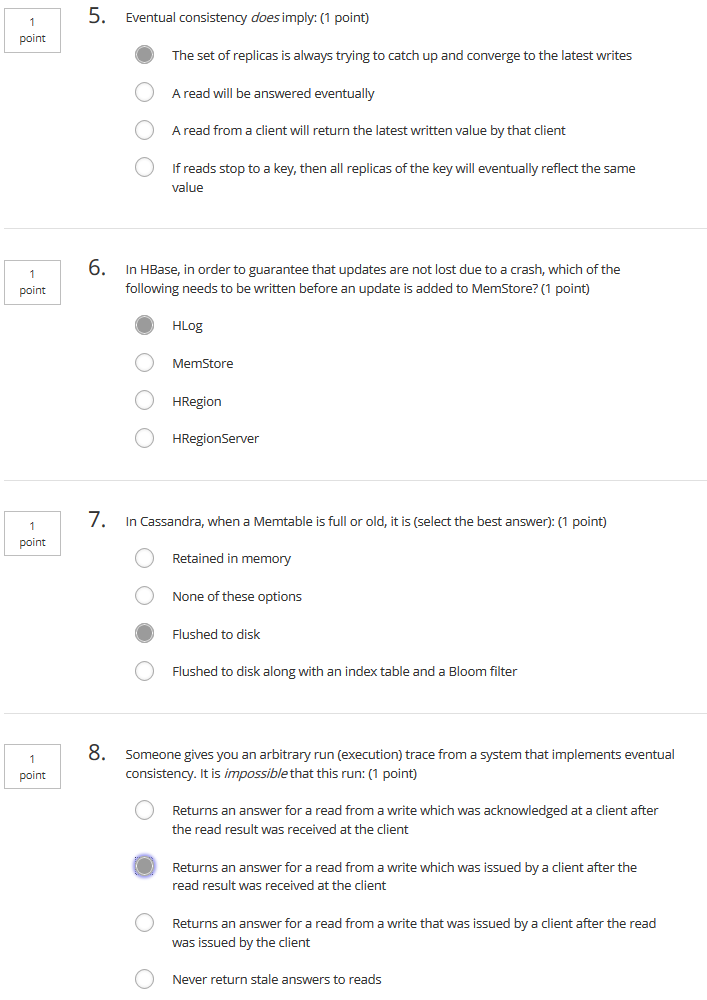 1
point
5. Eventual consistency does imply: (1 point)
The set of replicas is always trying to catch up and converge to the latest writes
A read will be answered eventually
A read from a client will return the latest written value by that client
If reads stop to a key, then all replicas of the key will eventually reflect the same
value
1
point
6. In HBase, in order to guarantee that updates are not lost due to a crash, which of the
following needs to be written before an update is added to MemStore? (1 point)
HLog
MemStore
HRegion
HRegionServer
1
point
7. In Cassandra, when a Memtable is full or old, it is (select the best answer): (1 point)
Retained in memory
None of these options
Flushed to disk
Flushed to disk along with an index table and a Bloom filter
1
point
8. Someone gives you an arbitrary run (execution) trace from a system that implements eventual
consistency. It is impossible that this run: (1 point)
Returns an answer for a read from a write which was acknowledged at a client after
the read result was received at the client
Returns an answer for a read from a write which was issued by a client after the
read result was received at the client
Returns an answer for a read from a write that was issued by a client after the read
was issued by the client
Never return stale answers to reads